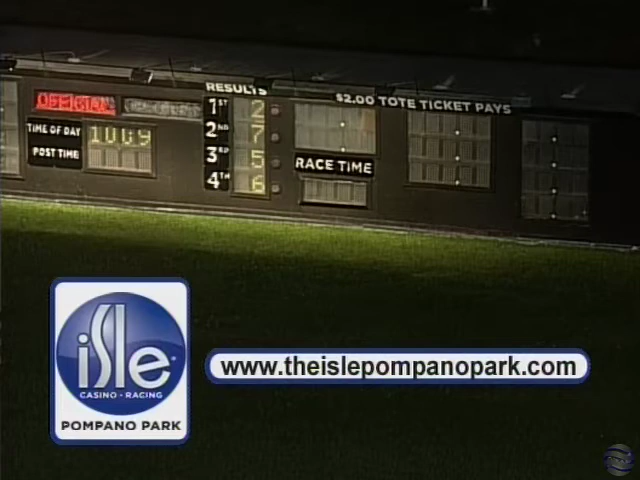 RESULTS
$2.00 TOTE TICKET PAYS
OFFICIAL
1ST 2
TIME OF DAY 1009
2ND 7
POST TIME
3RD 5
RACE TIME
4TH 6
isle
CASINO · RACING
POMPANO PARK
www.theislepompanopark.com